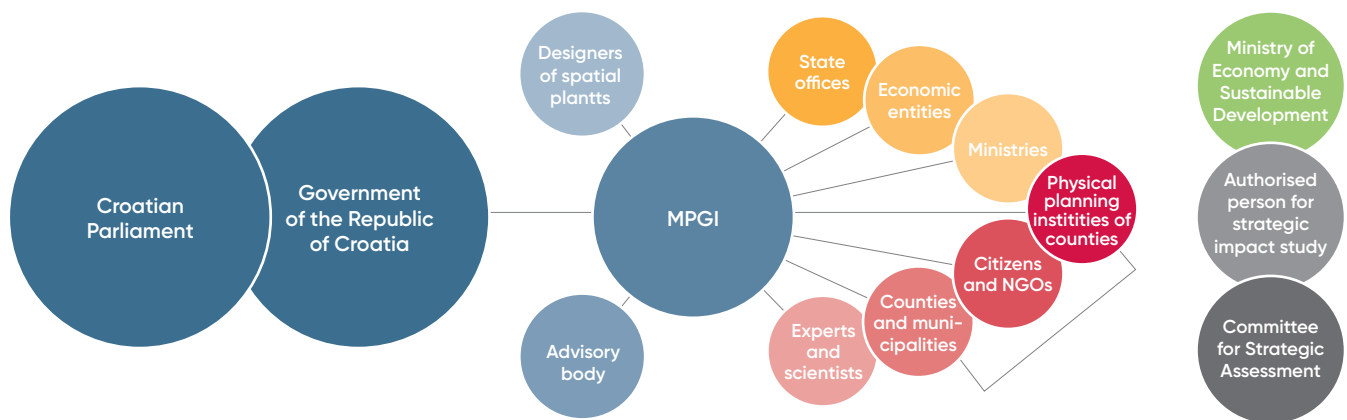 Croatian
Parliament
Government
of the Republic
of Croatia
Designers
of spatial
plantts
Advisory
body
MPGI
State
offices
Economic
entities
Ministries
Physical
planning
institities of
counties
Citizens
and NGOs
Counties
and muni-
cipalities
Experts
and
scientists
Ministry of
Economy and
Sustainable
Development
Authorised
person for
strategic
impact study
Committee
for Strategic
Assessment